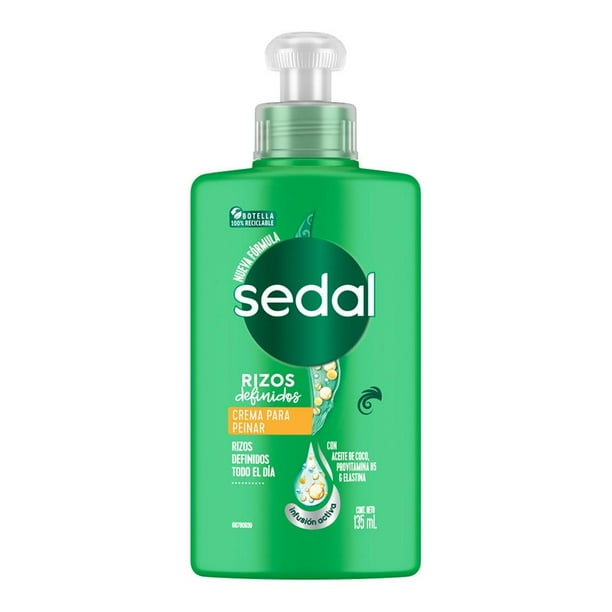 BOTELLA
100% RECICLABLE
NUEVA FÓRMULA
sedal
RIZOS
definidos
CREMA PARA
PEINAR
RIZOS
DEFINIDOS
TODO EL DÍA
CON
ACEITE DE COCO,
PROVITAMINA B5
& ELASTINA
infusión activa
CONT. NETO
135 mL